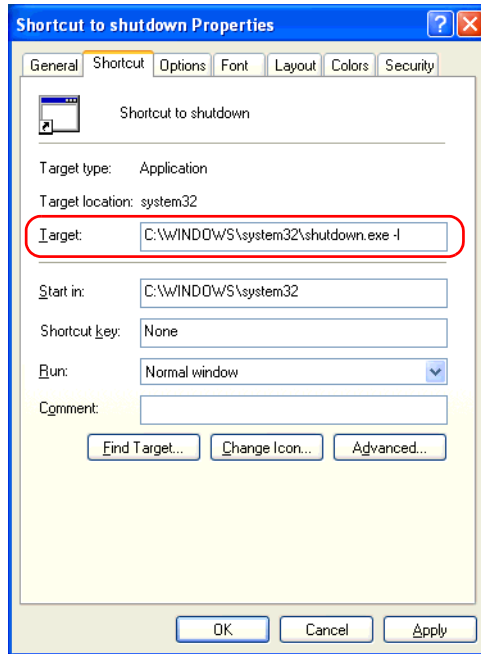 Shortcut to shutdown Properties
General Shortcut Options Font Layout Colors Security
Shortcut to shutdown
Target type: Application
Target location: system32
Target: C:\WINDOWS\system32\shutdown.exe -l
Start in: C:\WINDOWS\system32
Shortcut key: None
Run: Normal window
Comment:
Find Target... Change Icon... Advanced...
OK Cancel Apply